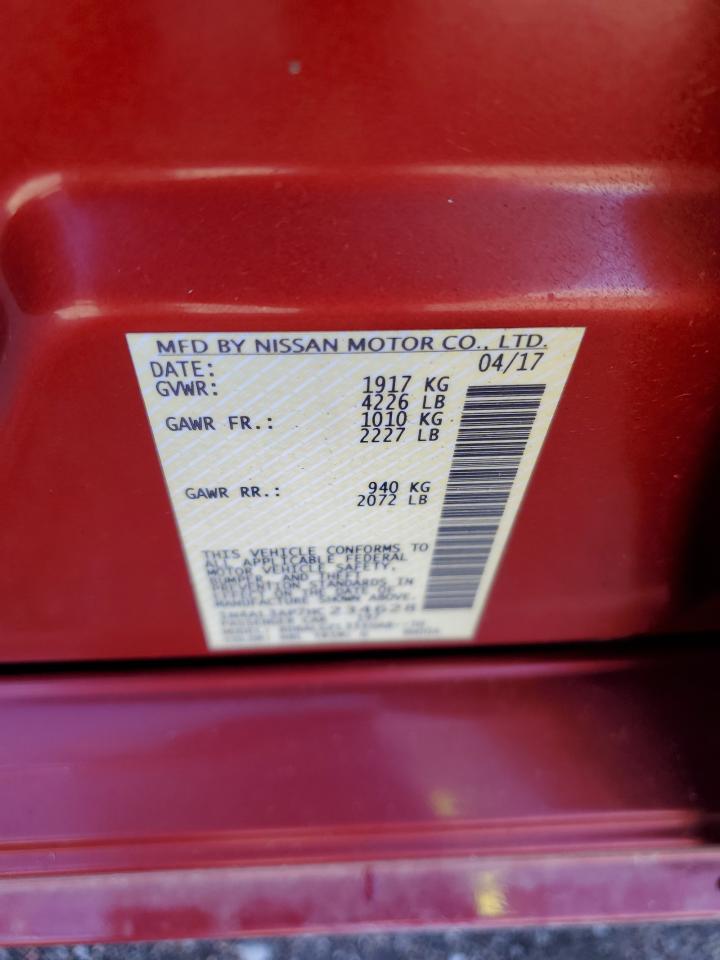 MFD BY NISSAN MOTOR CO., LTD.
DATE: 04/17
GVWR: 1917 KG
4226 LB
GAWR FR.: 1010 KG
2227 LB
GAWR RR.: 940 KG
2072 LB
THIS VEHICLE CONFORMS TO
ALL APPLICABLE FEDERAL
MOTOR VEHICLE SAFETY,
BUMPER, AND THEFT
PREVENTION STANDARDS IN
EFFECT ON THE DATE OF
MANUFACTURE SHOWN ABOVE.
234628
PASSENGER CAR